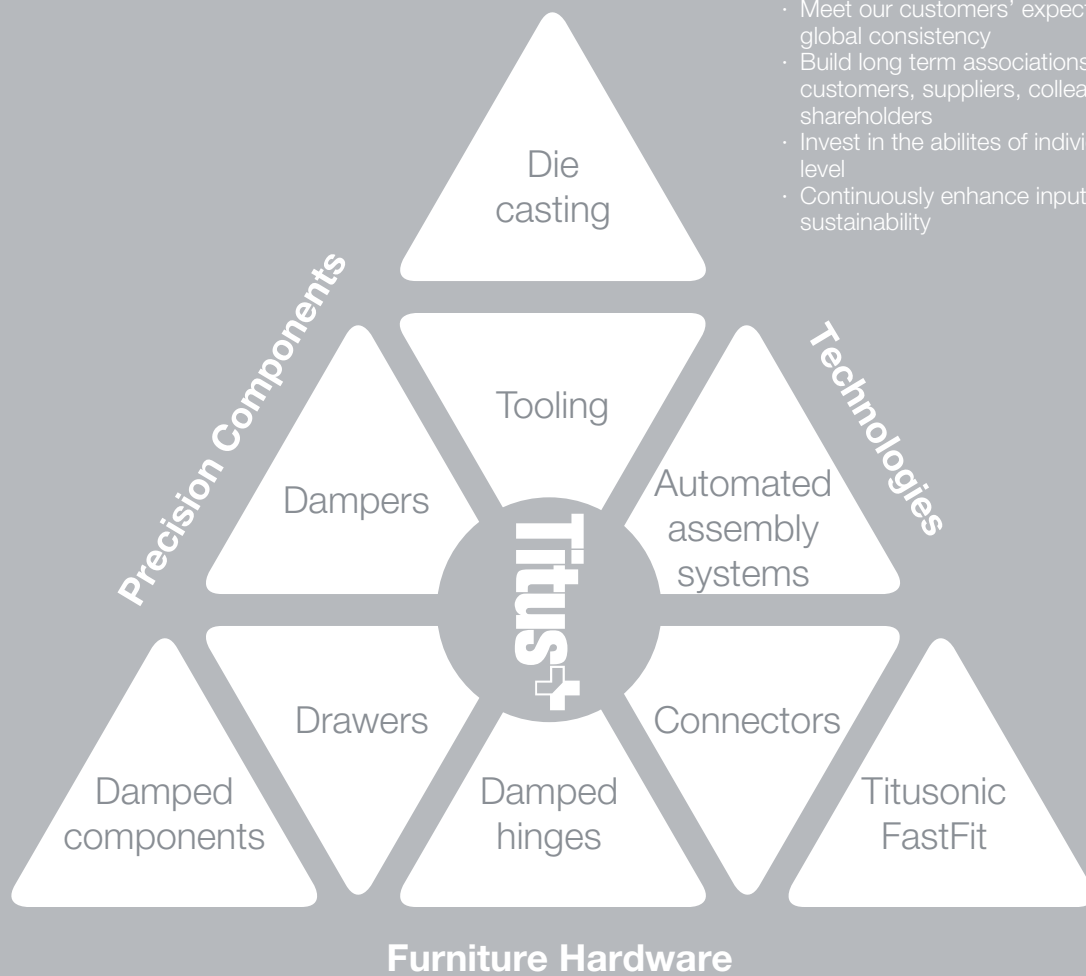 · Meet our customers’ expect
global consistency
· Build long term associations
customers, suppliers, collea
shareholders
· Invest in the abilites of indivi
level
· Continuously enhance input
sustainability
Die
casting
Precision Components
Technologies
Tooling
Dampers
Automated
assembly
systems
Titus+
Drawers
Connectors
Damped
components
Damped
hinges
Titusonic
FastFit
Furniture Hardware